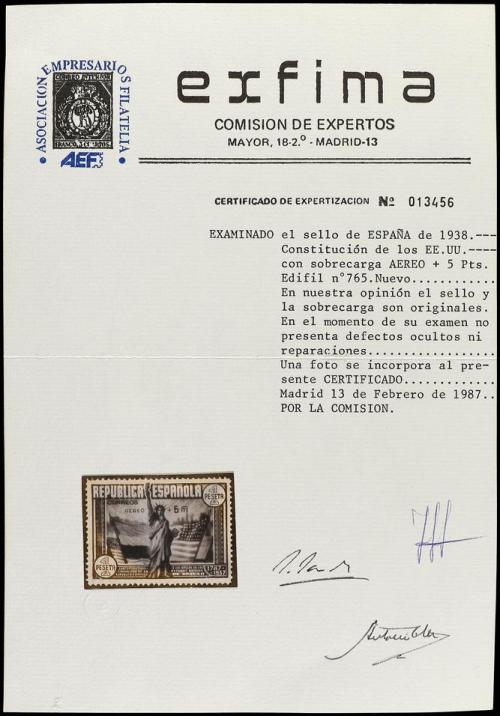 ASOCIACION EMPRESARIOS FILATELIA
CORREO INTERIOR
AEF
exfima
COMISION DE EXPERTOS
MAYOR, 18-2.º - MADRID-13
CERTIFICADO DE EXPERTIZACION Nº 013456
EXAMINADO el sello de ESPAÑA de 1938.---
Constitución de los EE.UU.----
con sobrecarga AEREO + 5 Pts.
Edifil nº765.Nuevo............
En nuestra opinión el sello y
la sobrecarga son originales.
En el momento de su examen no
presenta defectos ocultos ni
reparaciones..................
Una foto se incorpora al pre-
sente CERTIFICADO.............
Madrid 13 de Febrero de 1987..
POR LA COMISION.
REPUBLICA ESPAÑOLA
CORREOS
1 PESETA
AEREO + 5 Pts
1 PESETA
1787
1937